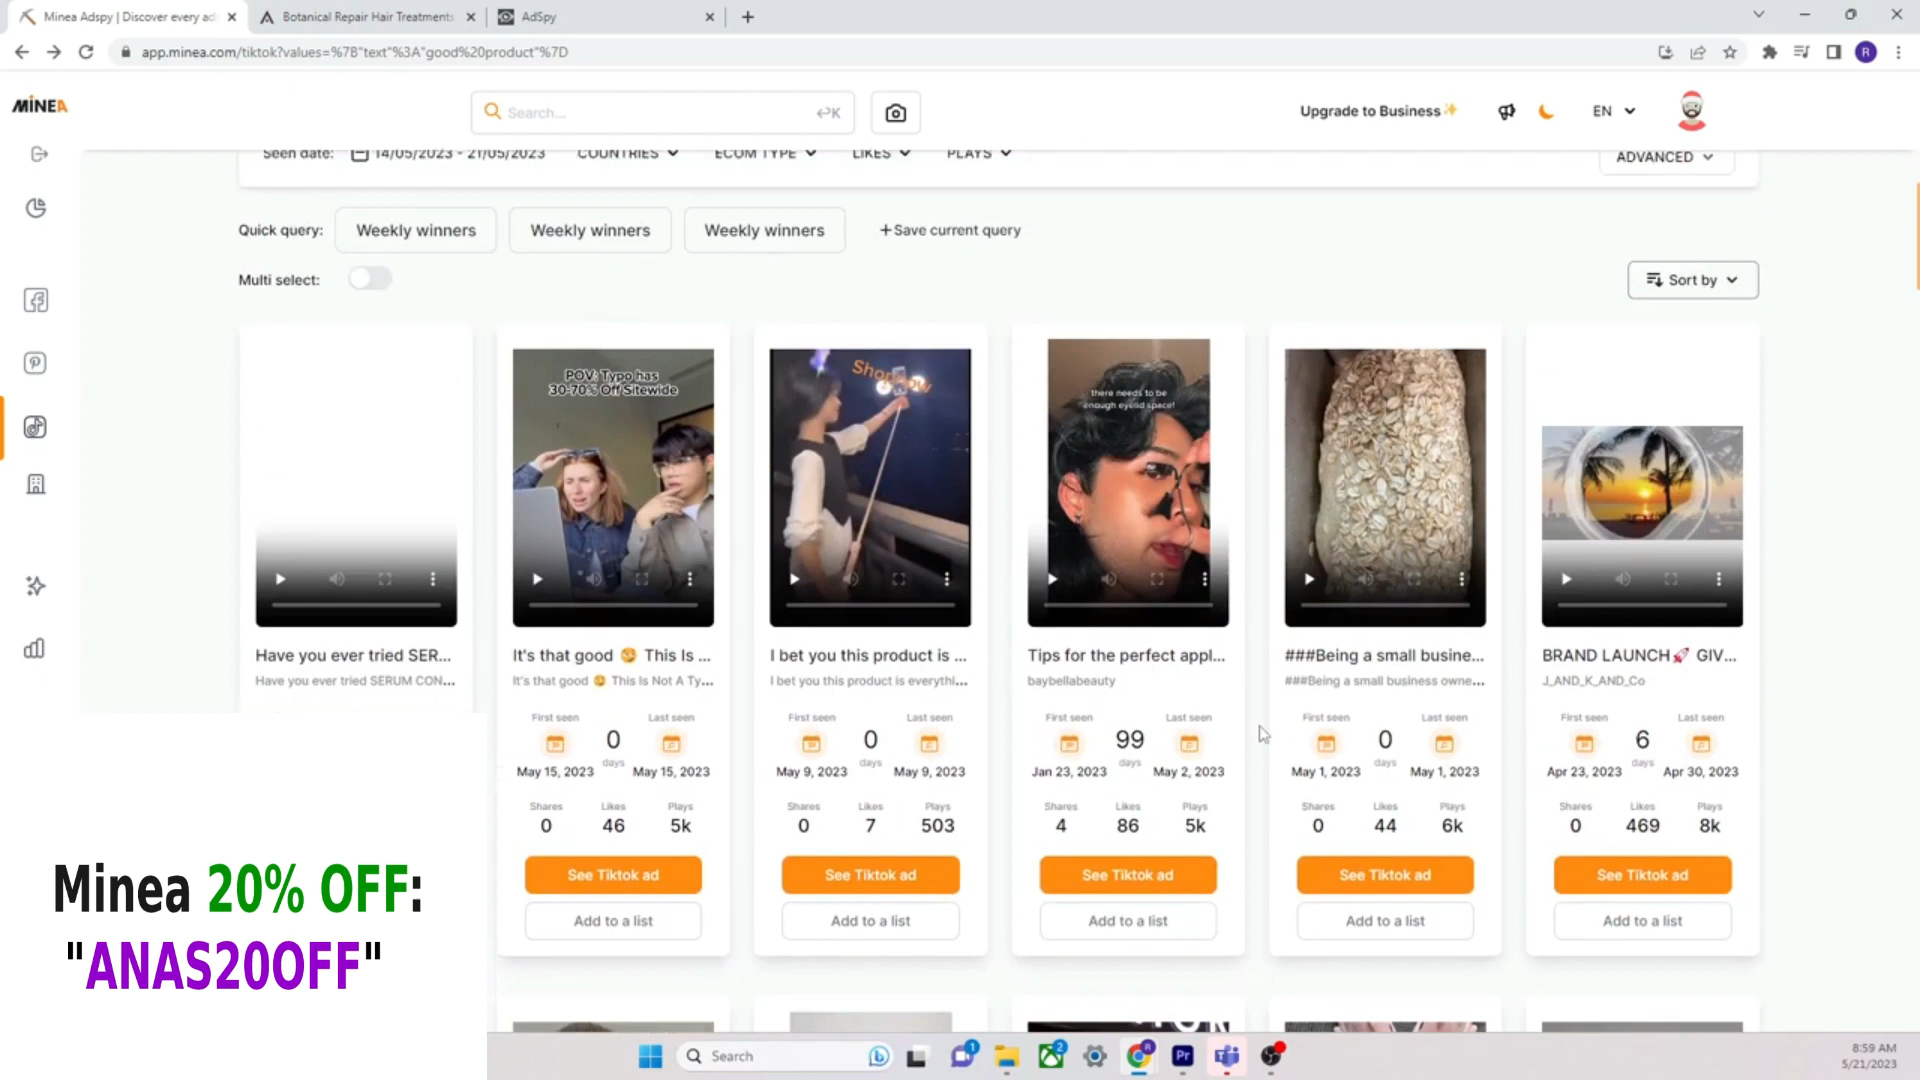 Minea Adspy | Discover every ad
Botanical Repair Hair Treatments
AdSpy
app.minea.com/tiktok?values=%7B"text"%3A"good%20product"%7D
R
MINEA
Search...
K
Upgrade to Business✨
EN
Seen date: 14/05/2023 - 21/05/2023 COUNTRIES ECOM TYPE LIKES PLAYS
ADVANCED
Quick query: Weekly winners Weekly winners Weekly winners +Save current query
Multi select:
Sort by
POV: Typo has
30-70% Off Sitewide
Shop now
there needs to be
enough eyelid space!
Have you ever tried SER...
Have you ever tried SERUM CON...
It's that good 🥹 This Is ...
It's that good 🥹 This Is Not A Ty...
First seen Last seen
0
days
May 15, 2023 May 15, 2023
Shares Likes Plays
0 46 5k
See Tiktok ad
Add to a list
I bet you this product is ...
I bet you this product is everythi...
First seen Last seen
0
days
May 9, 2023 May 9, 2023
Shares Likes Plays
0 7 503
See Tiktok ad
Add to a list
Tips for the perfect appl...
baybellabeauty
First seen Last seen
99
days
Jan 23, 2023 May 2, 2023
Shares Likes Plays
4 86 5k
See Tiktok ad
Add to a list
###Being a small busine...
###Being a small business owne...
First seen Last seen
0
days
May 1, 2023 May 1, 2023
Shares Likes Plays
0 44 6k
See Tiktok ad
Add to a list
BRAND LAUNCH🚀 GIV...
J_AND_K_AND_Co
First seen Last seen
6
days
Apr 23, 2023 Apr 30, 2023
Shares Likes Plays
0 469 8k
See Tiktok ad
Add to a list
Minea 20% OFF:
"ANAS20OFF"
Search
1
2
R
Pr
8:59 AM
5/21/2023